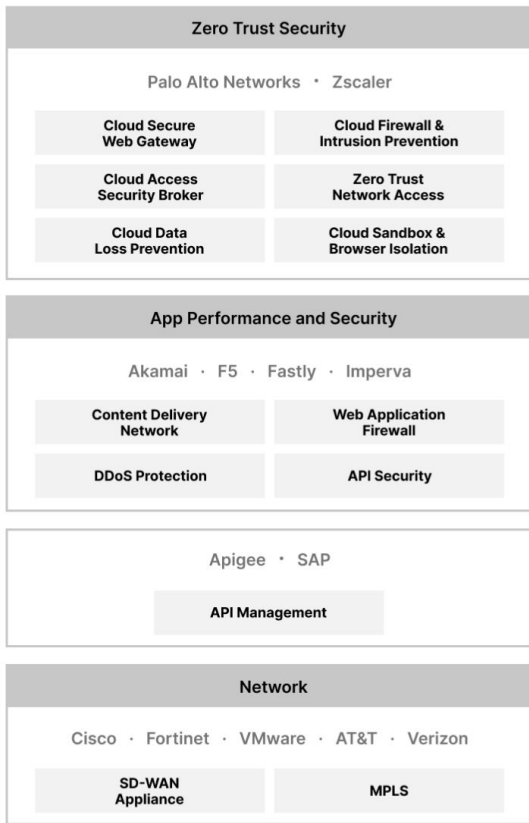 Zero Trust Security
Palo Alto Networks · Zscaler
Cloud Secure
Web Gateway
Cloud Firewall &
Intrusion Prevention
Cloud Access
Security Broker
Zero Trust
Network Access
Cloud Data
Loss Prevention
Cloud Sandbox &
Browser Isolation
App Performance and Security
Akamai · F5 · Fastly · Imperva
Content Delivery
Network
Web Application
Firewall
DDoS Protection
API Security
Apigee · SAP
API Management
Network
Cisco · Fortinet · VMware · AT&T · Verizon
SD-WAN
Appliance
MPLS